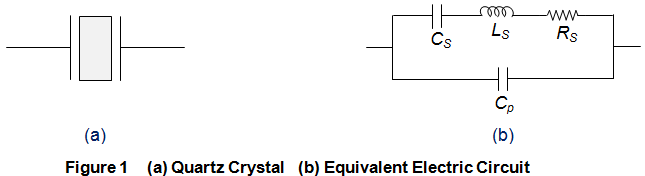 C_S L_S R_S
C_p
(a) (b)
Figure 1 (a) Quartz Crystal (b) Equivalent Electric Circuit